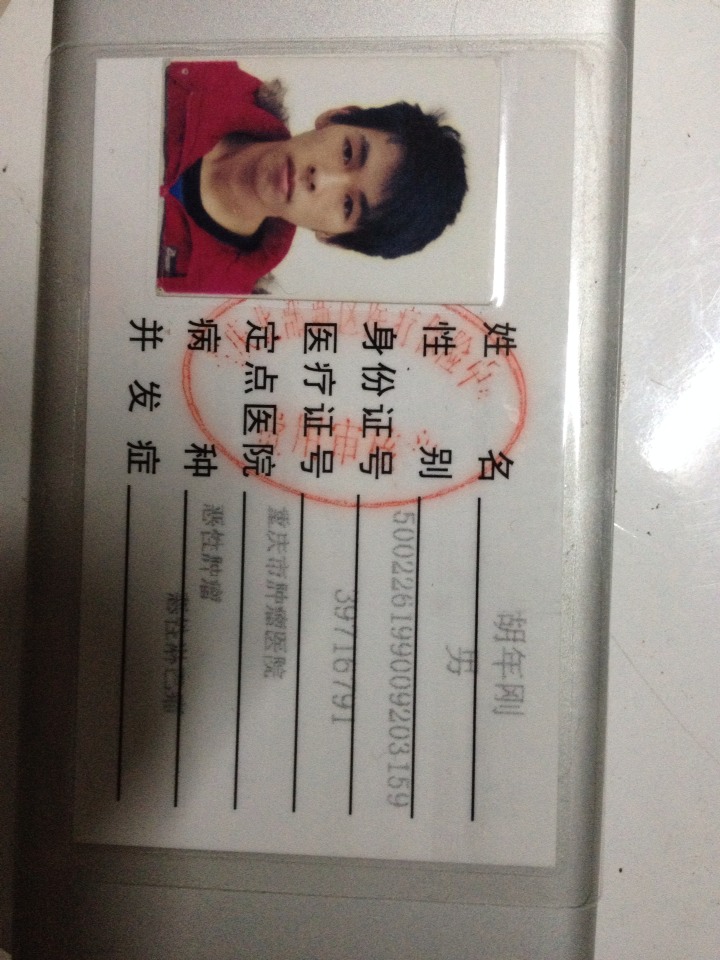 姓名 胡年刚
性别 男
身份证号 500226199009203159
医疗证号 39716791
定点医院 重庆市肿瘤医院
病种 恶性肿瘤
并发症